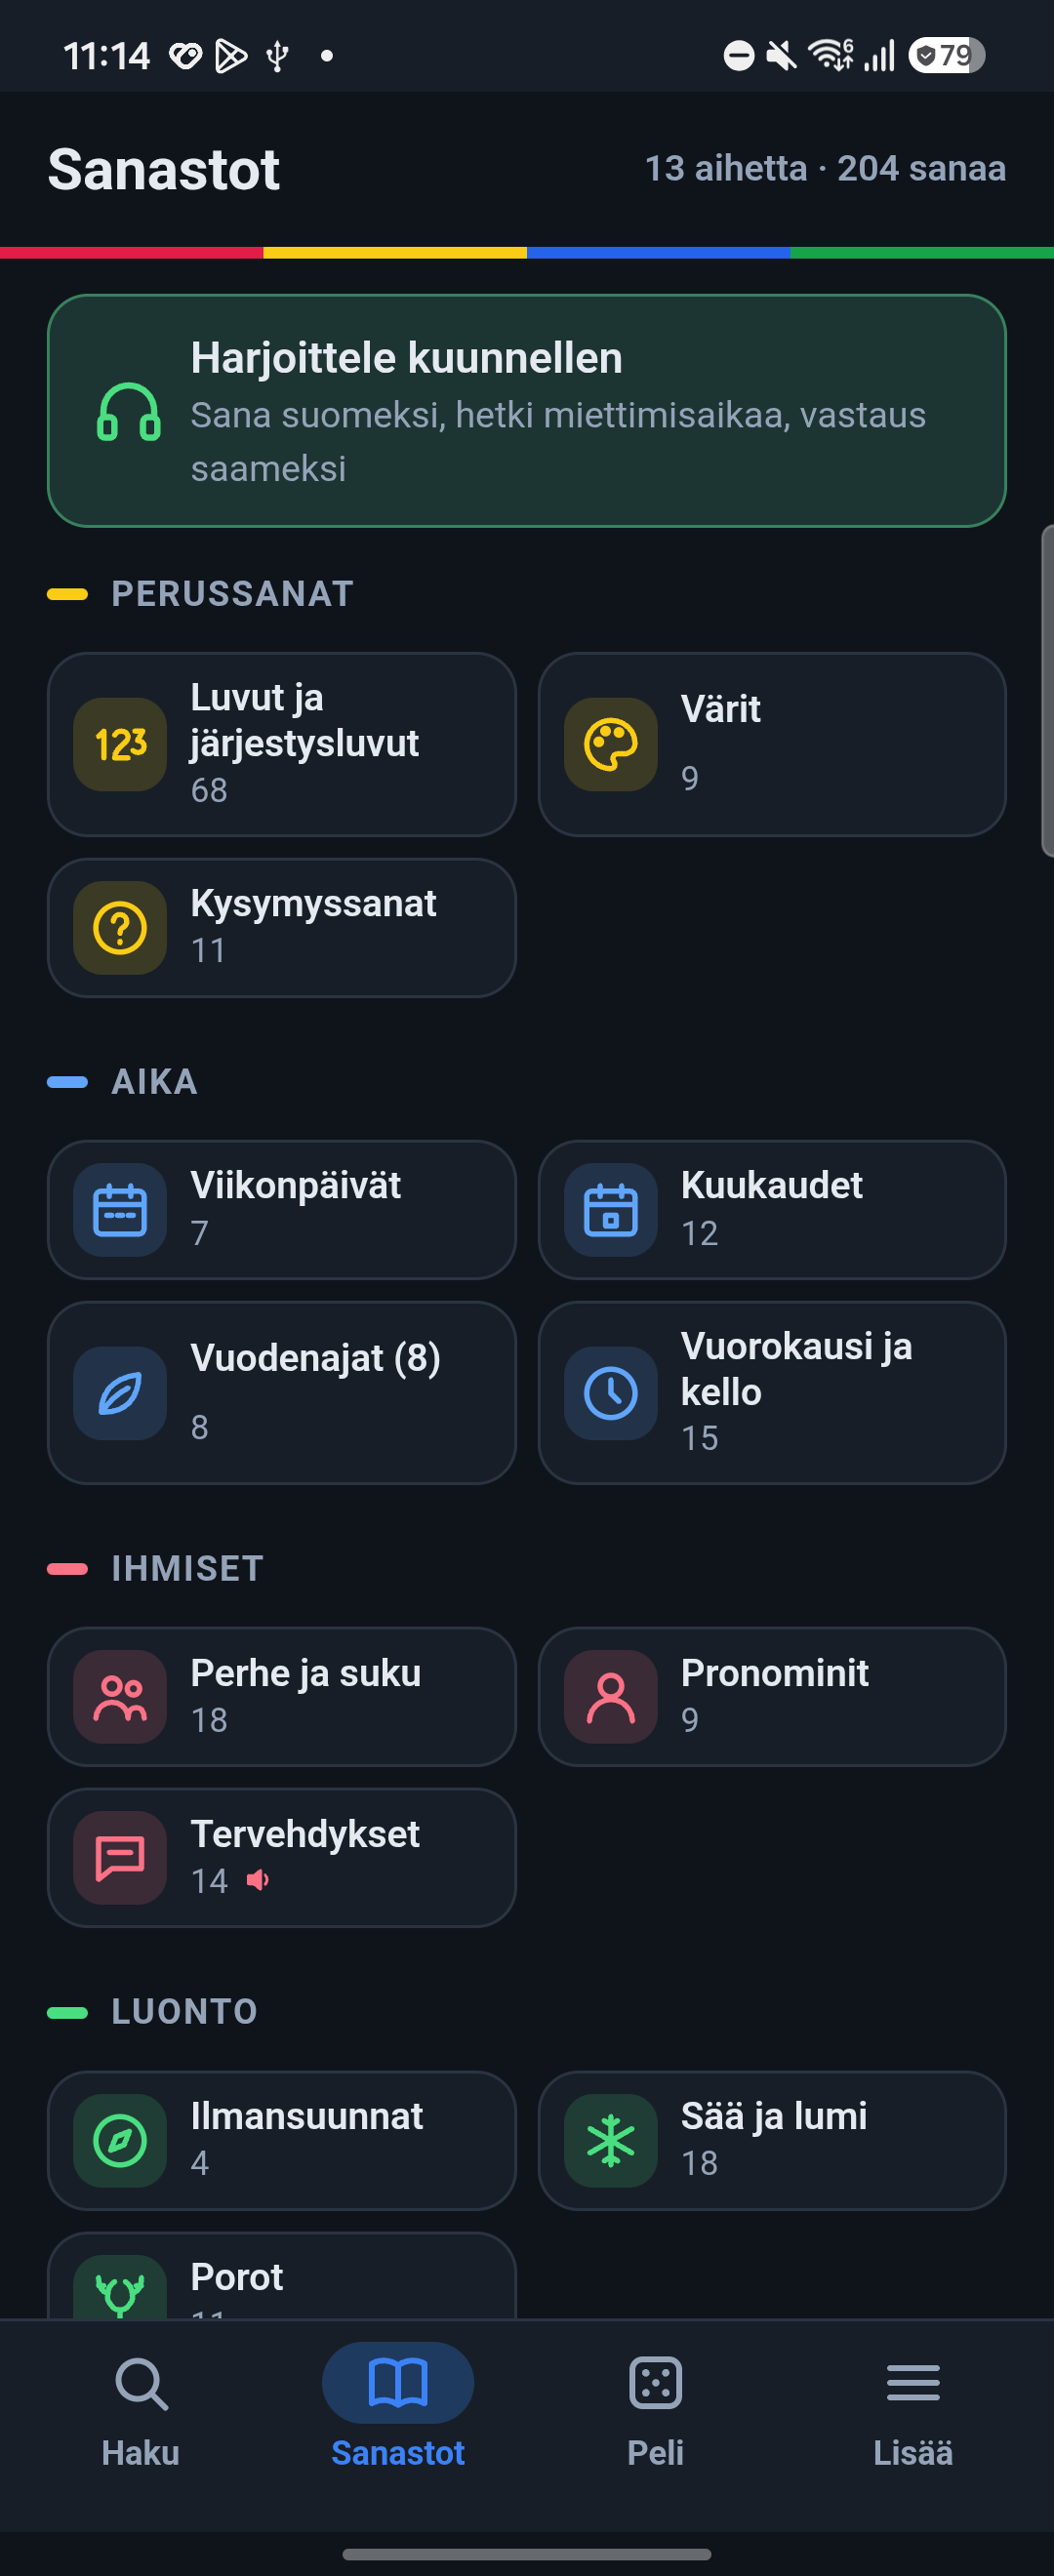 11:14
6
79
Sanastot
13 aihetta · 204 sanaa
Harjoittele kuunnellen
Sana suomeksi, hetki miettimisaikaa, vastaus
saameksi
PERUSSANAT
123
Luvut ja
järjestysluvut
68
Värit
9
?
Kysymyssanat
11
AIKA
Viikonpäivät
7
Kuukaudet
12
Vuodenajat (8)
8
Vuorokausi ja
kello
15
IHMISET
Perhe ja suku
18
Pronominit
9
Tervehdykset
14
LUONTO
Ilmansuunnat
4
Sää ja lumi
18
Porot
11
Haku
Sanastot
Peli
Lisää